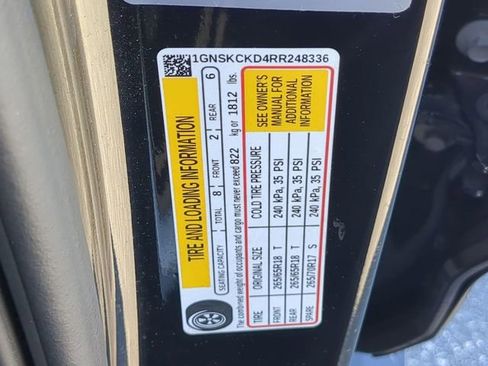 1GNSKCKD4RR248336
TIRE AND LOADING INFORMATION
SEATING CAPACITY TOTAL 8 FRONT 2 REAR 6
The combined weight of occupants and cargo must never exceed 822 kg or 1812 lbs.
TIRE ORIGINAL SIZE COLD TIRE PRESSURE
FRONT 265/65R18 T 240 kPa, 35 PSI
REAR 265/65R18 T 240 kPa, 35 PSI
SPARE 265/70R17 S 240 kPa, 35 PSI
SEE OWNER'S
MANUAL FOR
ADDITIONAL
INFORMATION